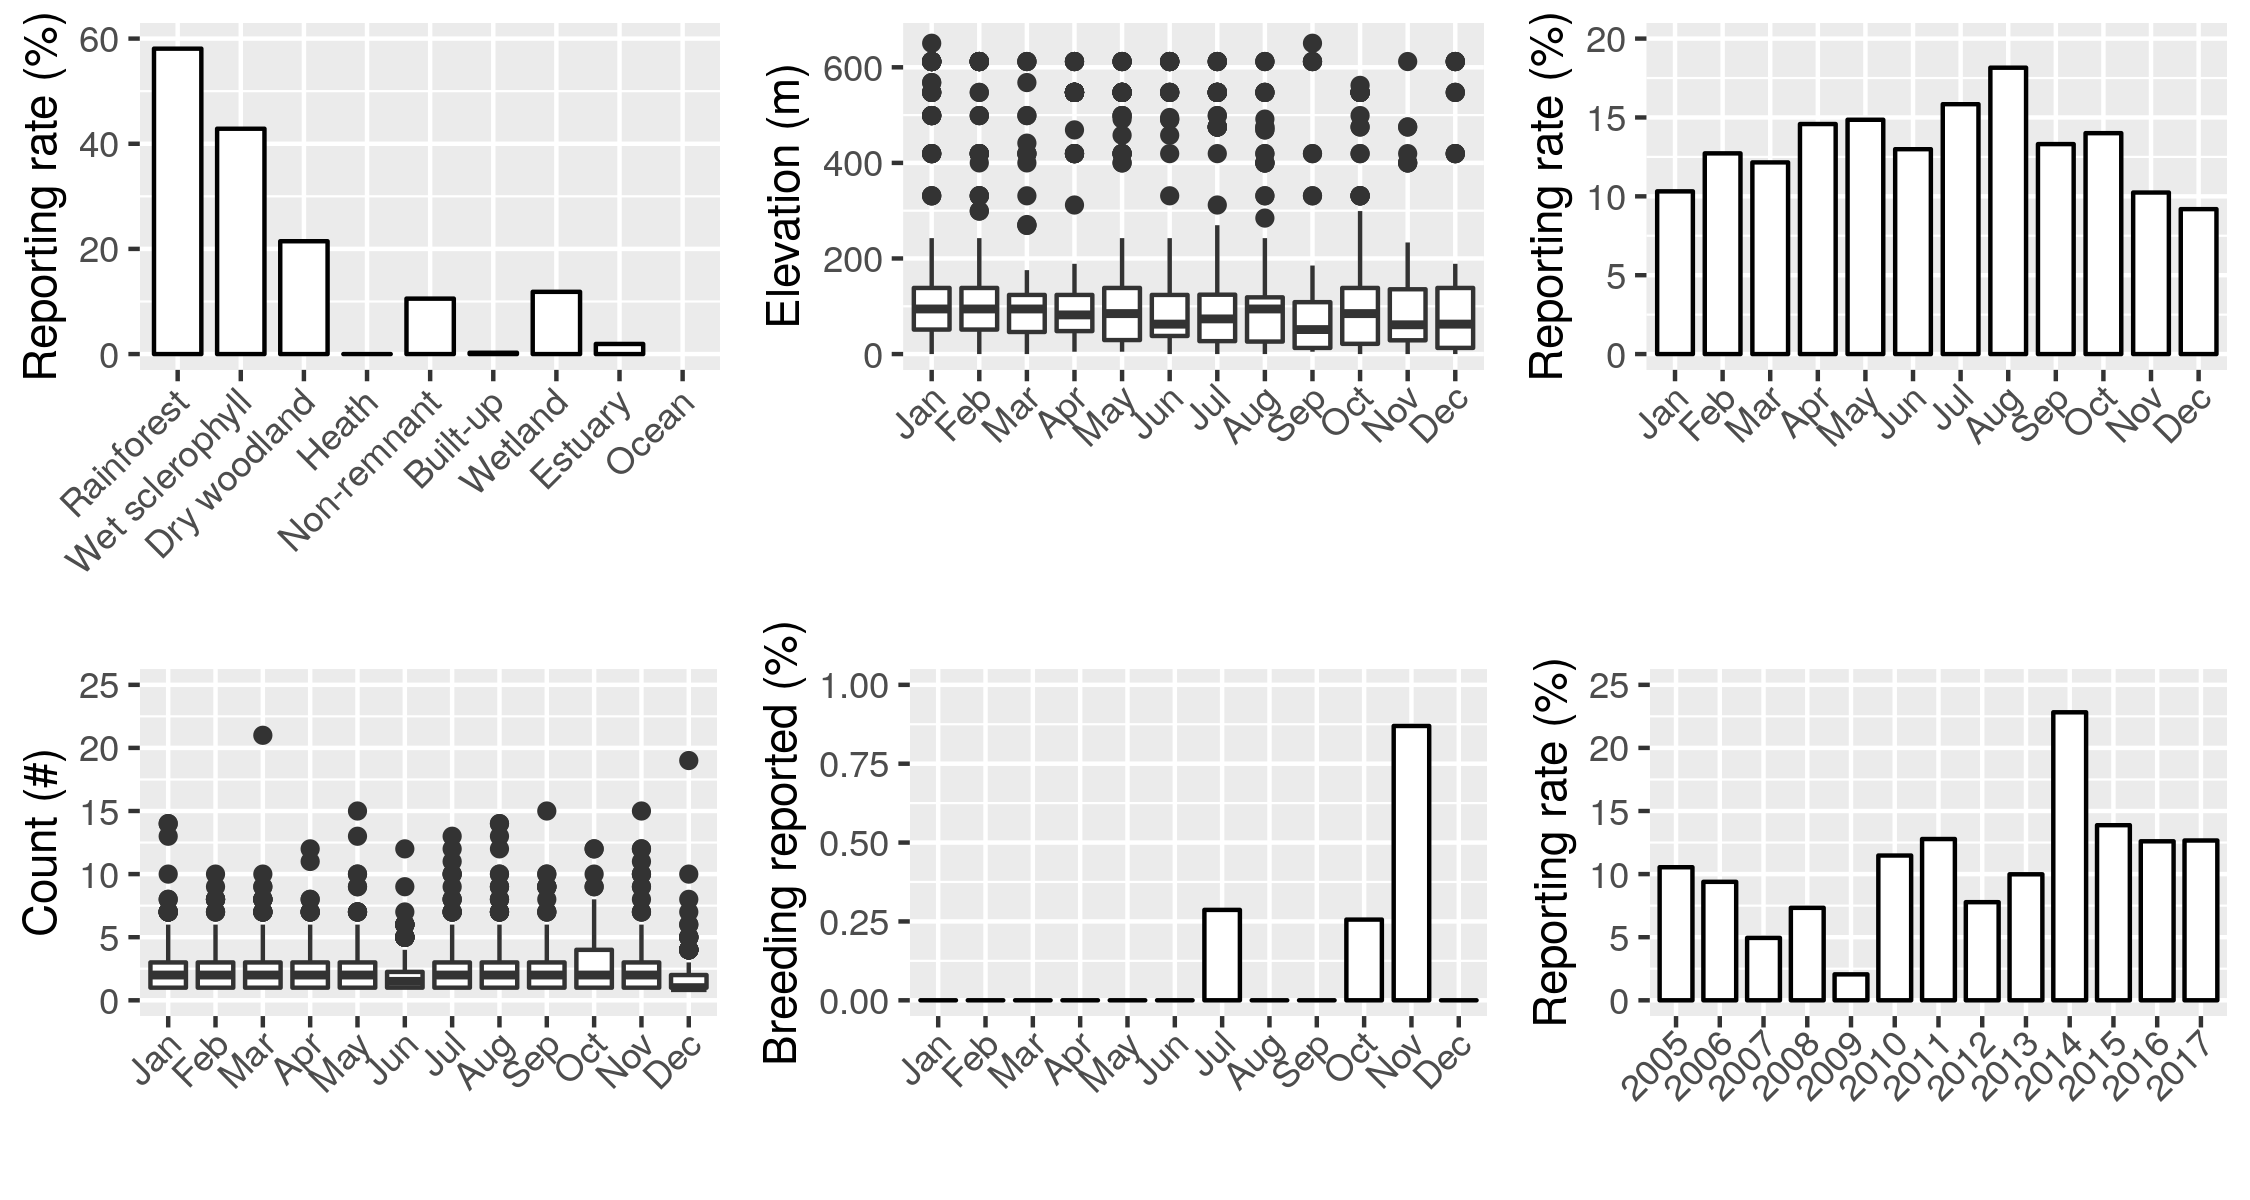 Reporting rate (%)
60
40
20
0
Rainforest
Wet sclerophyll
Dry woodland
Heath
Non-remnant
Built-up
Wetland
Estuary
Ocean
Elevation (m)
600
400
200
0
Jan
Feb
Mar
Apr
May
Jun
Jul
Aug
Sep
Oct
Nov
Dec
Reporting rate (%)
20
15
10
5
0
Jan
Feb
Mar
Apr
May
Jun
Jul
Aug
Sep
Oct
Nov
Dec
Count (#)
25
20
15
10
5
0
Jan
Feb
Mar
Apr
May
Jun
Jul
Aug
Sep
Oct
Nov
Dec
Breeding reported (%)
1.00
0.75
0.50
0.25
0.00
Jan
Feb
Mar
Apr
May
Jun
Jul
Aug
Sep
Oct
Nov
Dec
Reporting rate (%)
25
20
15
10
5
0
2005
2006
2007
2008
2009
2010
2011
2012
2013
2014
2015
2016
2017